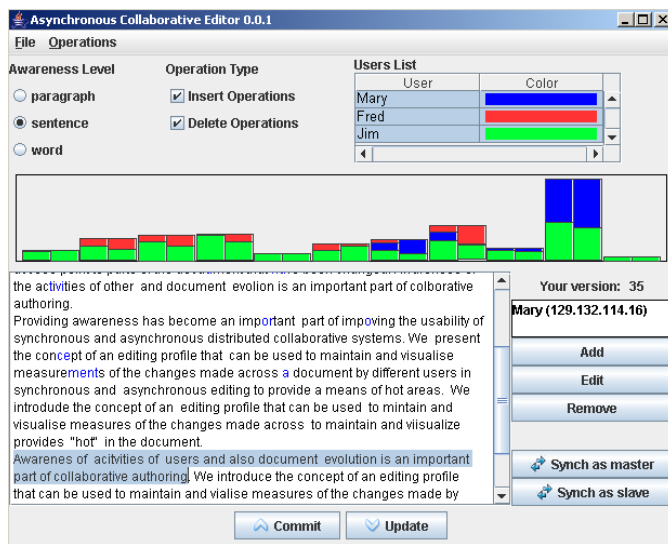 Asynchronous Collaborative Editor 0.0.1
File Operations
Awareness Level
Operation Type
Users List
paragraph
sentence
word
Insert Operations
Delete Operations
User Color
Mary
Fred
Jim
the activities of other and document evolion is an important part of colborative
authoring.
Providing awareness has become an important part of impoving the usability of
synchronous and asynchronous distributed collaborative systems. We present
the concept of an editing profile that can be used to maintain and visualise
measurements of the changes made across a document by different users in
synchronous and asynchronous editing to provide a means of hot areas. We
introdude the concept of an editing profile that can be used to mintain and
visualise measures of the changes made across to maintain and viisualize
provides "hot" in the document.
Awarenes of acitvities of users and also document evolution is an important
part of collaborative authoring. We introduce the concept of an editing profile
that can be used to maintain and vialise measures of the changes made by
Your version: 35
Mary (129.132.114.16)
Add
Edit
Remove
Synch as master
Synch as slave
Commit
Update